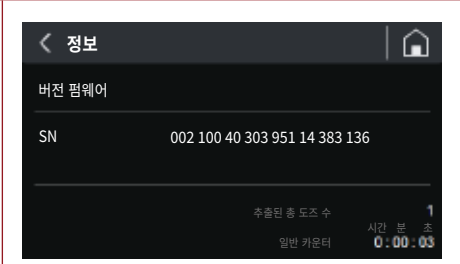 정보
버전 펌웨어
SN 002 100 40 303 951 14 383 136
추출된 총 도즈 수 1
시간 분 초
일반 카운터 0:00:03